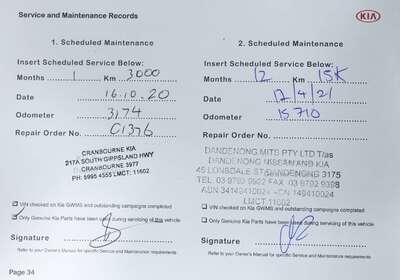 Service and Maintenance Records
KIA
1. Scheduled Maintenance
Insert Scheduled Service Below:
Months 1 Km 3000
Date 16.10.20
Odometer 3174
Repair Order No. 01376
CRANBOURNE KIA
217A SOUTH GIPPSLAND HWY
CRANBOURNE 3977
PH: 5995 4555 LMCT: 11602
VIN checked on Kia GWMS and outstanding campaigns completed
Only Genuine Kia Parts have been used during servicing of this vehicle
Signature
Refer to your Owner's Manual for specific Service and Maintenance requirements
2. Scheduled Maintenance
Insert Scheduled Service Below:
Months 12 Km 15K
Date 17/4/21
Odometer 15710
Repair Order No.
DANDENONG MITS PTY LTD T/as
DANDENONG NISSAN AND KIA
45 LONSDALE ST DANDENONG 3175
TEL. 03 9792 9502 FAX 03 8792 9398
LMCT 11602
VIN checked on Kia GWMS and outstanding campaigns completed
Only Genuine Kia Parts have been used during servicing of this vehicle
Signature
Refer to your Owner's Manual for specific Service and Maintenance requirements
Page 34